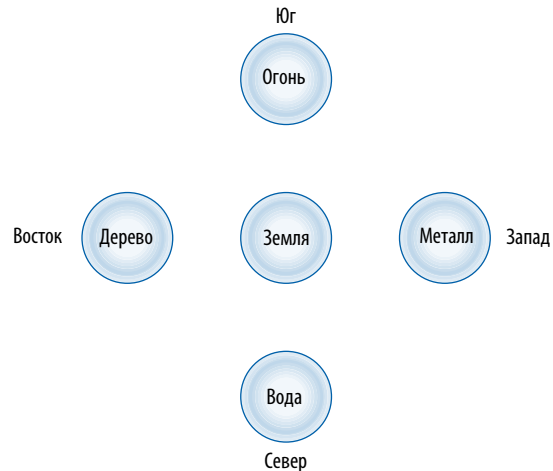 Юг
Огонь
Восток Дерево Земля Металл Запад
Вода
Север